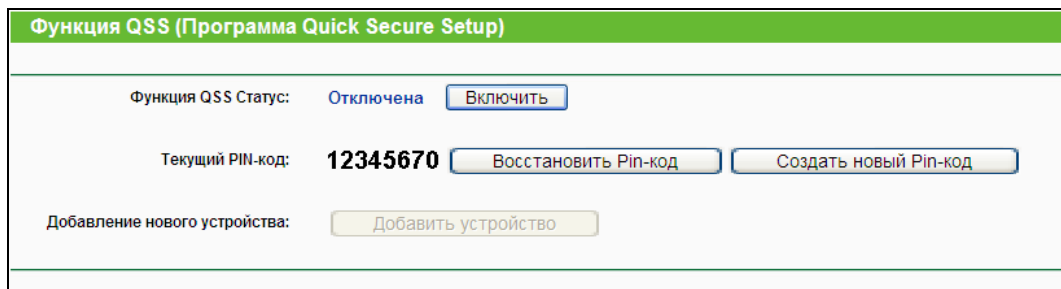 Функция QSS (Программа Quick Secure Setup)
Функция QSS Статус: Отключена Включить
Текущий PIN-код: 12345670 Восстановить Pin-код Создать новый Pin-код
Добавление нового устройства: Добавить устройство